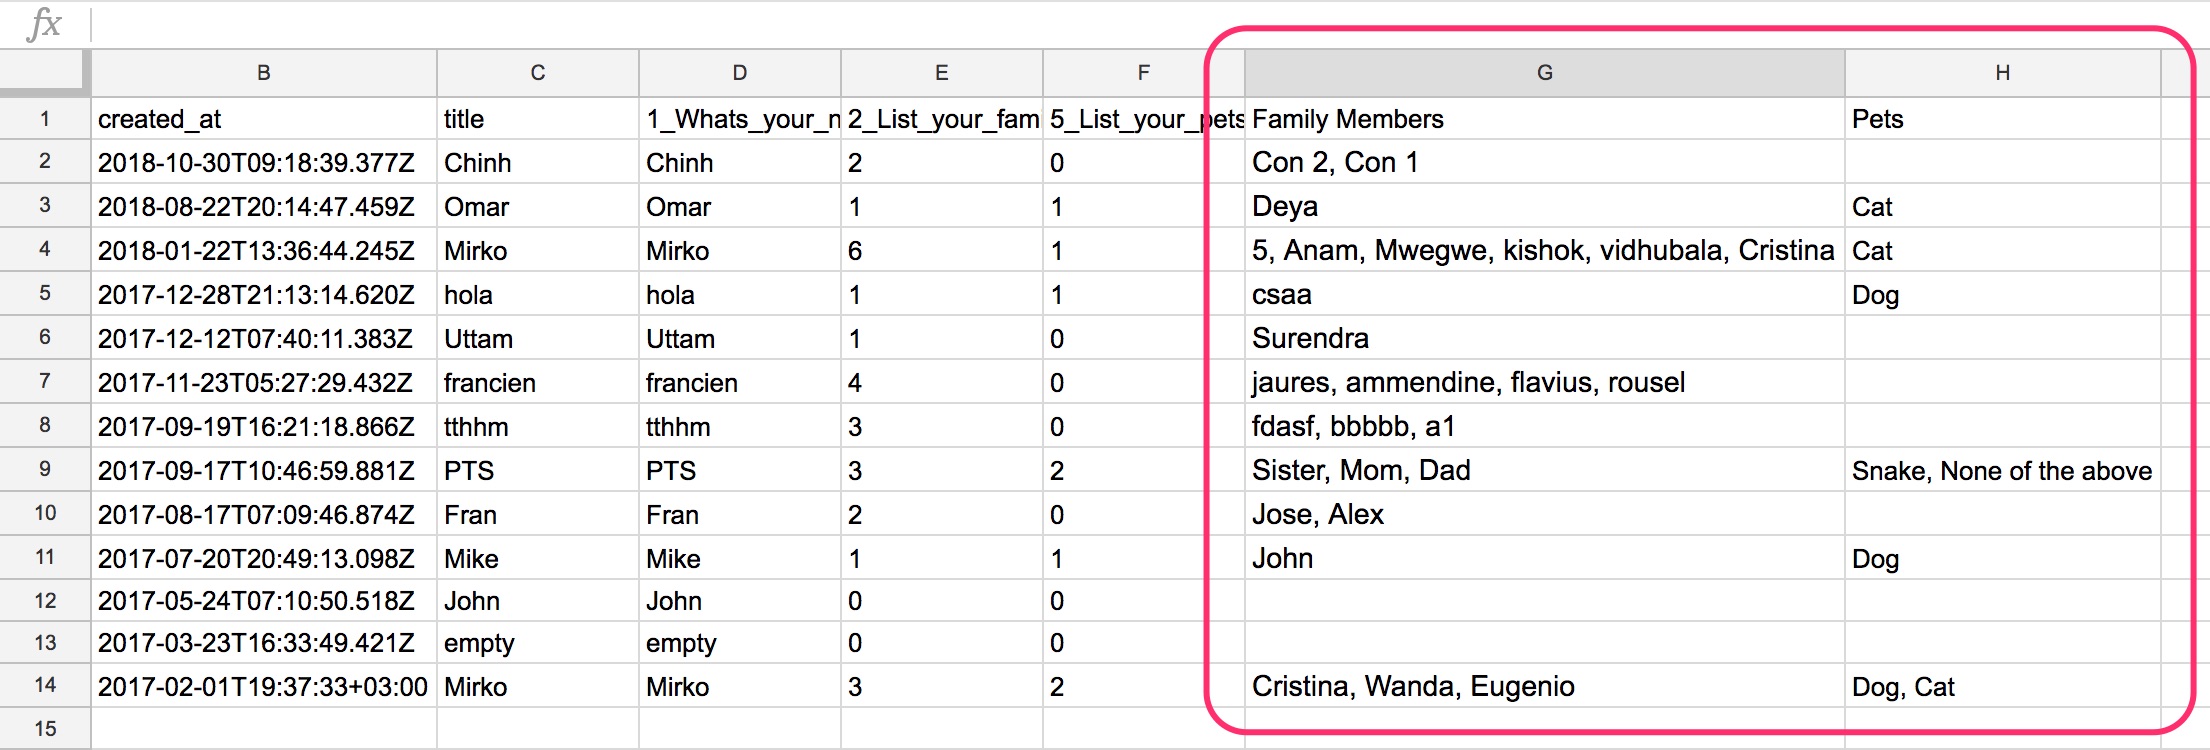 fx
B C D E F G H
1 created_at title 1_Whats_your_n 2_List_your_fam 5_List_your_pets Family Members Pets
2 2018-10-30T09:18:39.377Z Chinh Chinh 2 0 Con 2, Con 1
3 2018-08-22T20:14:47.459Z Omar Omar 1 1 Deya Cat
4 2018-01-22T13:36:44.245Z Mirko Mirko 6 1 5, Anam, Mwegwe, kishok, vidhubala, Cristina Cat
5 2017-12-28T21:13:14.620Z hola hola 1 1 csaa Dog
6 2017-12-12T07:40:11.383Z Uttam Uttam 1 0 Surendra
7 2017-11-23T05:27:29.432Z francien francien 4 0 jaures, ammendine, flavius, rousel
8 2017-09-19T16:21:18.866Z tthhm tthhm 3 0 fdasf, bbbbb, a1
9 2017-09-17T10:46:59.881Z PTS PTS 3 2 Sister, Mom, Dad Snake, None of the above
10 2017-08-17T07:09:46.874Z Fran Fran 2 0 Jose, Alex
11 2017-07-20T20:49:13.098Z Mike Mike 1 1 John Dog
12 2017-05-24T07:10:50.518Z John John 0 0
13 2017-03-23T16:33:49.421Z empty empty 0 0
14 2017-02-01T19:37:33+03:00 Mirko Mirko 3 2 Cristina, Wanda, Eugenio Dog, Cat
15